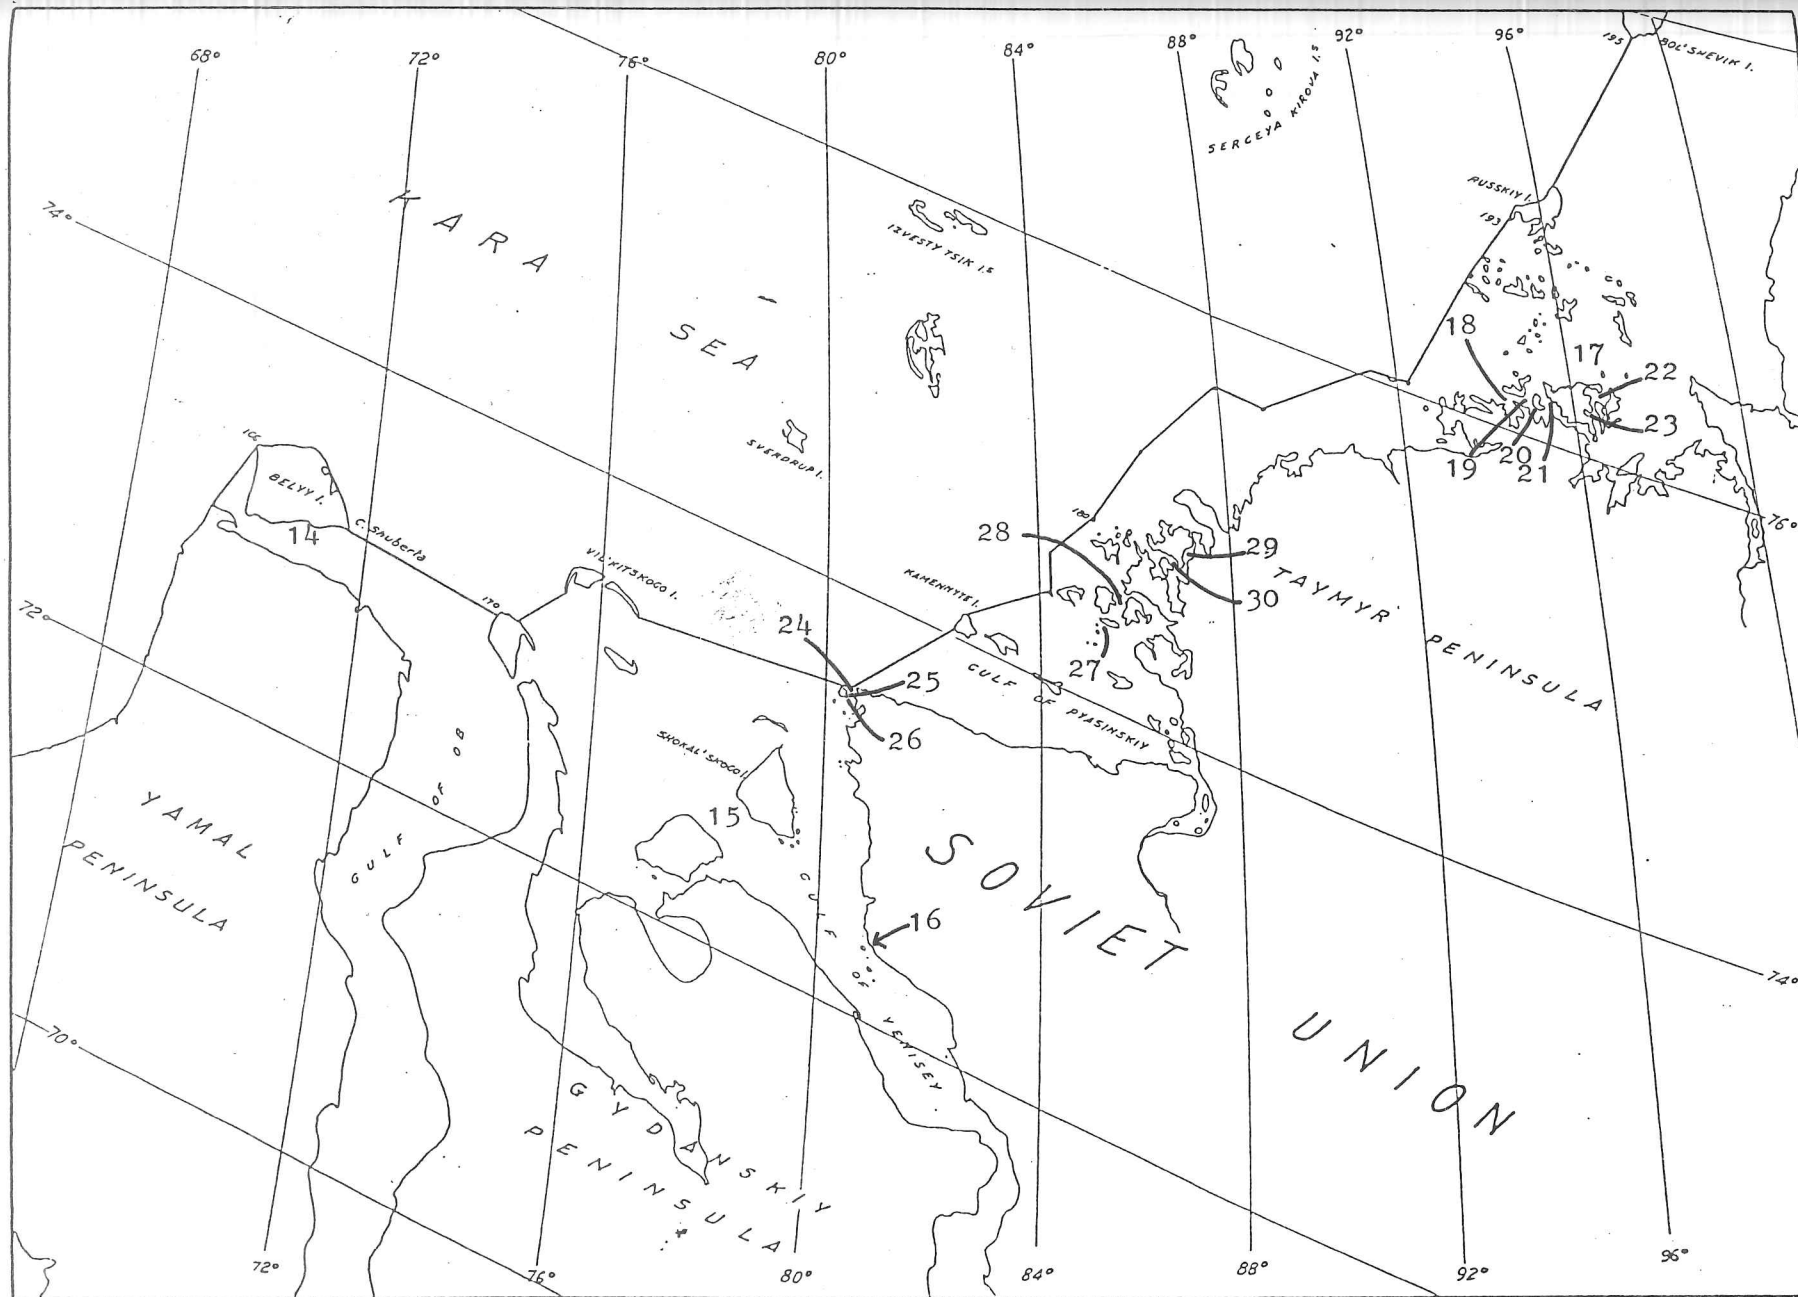 68°
72°
76°
80°
84°
88°
92°
96°
195
BOL'SHEVIK I.
SERGEYA KIROVA I.S
RUSSKIY I.
193
74°
KARA
SEA
IZVESTY TSIK I.S
SVERDRUP I.
18
17
22
23
19
20
21
166
BELYY I.
14
C. Shuberta
170
VIL'KITSKOGO I.
180
28
29
30
27
KAMENNYYE I.
TAYMYR
PENINSULA
76°
72°
24
25
26
GULF OF PYASINSKIY
SHOKAL'SKOGO I.
15
YAMAL
PENINSULA
GULF OF OB
16
GULF OF YENISEY
SOVIET
UNION
74°
70°
GYDANSKIY
PENINSULA
72°
76°
80°
84°
88°
92°
96°